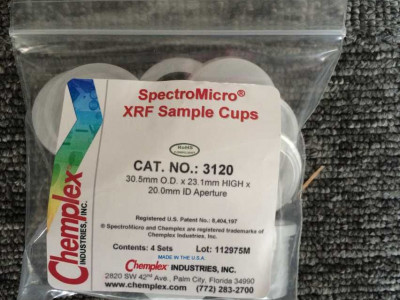 SpectroMicro®
XRF Sample Cups
RoHS
CAT. NO.: 3120
30.5mm O.D. x 23.1mm HIGH x
20.0mm ID Aperture
Registered U.S. Patent No.: 8,404,197
® SpectroMicro and Chemplex are registered trademarks of
Chemplex Industries, Inc.
Contents: 4 Sets Lot: 112975M
MADE IN THE U.S.A.
Chemplex INDUSTRIES, INC.
2820 SW 42nd Ave., Palm City, Florida 34990
chemplex.com (772) 283-2700
Chemplex
INDUSTRIES, INC.